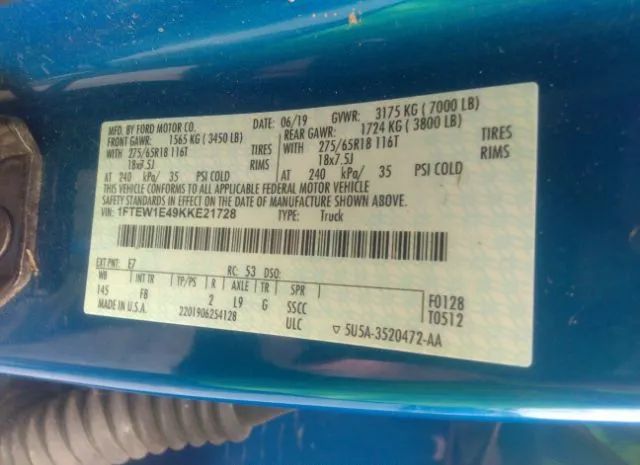 MFD. BY FORD MOTOR CO. DATE: 06/19 GVWR: 3175 KG ( 7000 LB)
FRONT GAWR: 1565 KG ( 3450 LB) REAR GAWR: 1724 KG ( 3800 LB)
WITH 275/65R18 116T TIRES WITH 275/65R18 116T TIRES
18x7.5J RIMS 18x7.5J RIMS
AT 240 kPa/ 35 PSI COLD AT 240 kPa/ 35 PSI COLD
THIS VEHICLE CONFORMS TO ALL APPLICABLE FEDERAL MOTOR VEHICLE
SAFETY STANDARDS IN EFFECT ON THE DATE OF MANUFACTURE SHOWN ABOVE.
VIN: 1FTEW1E49KKE21728 TYPE: Truck
EXT PNT: E7 RC: 53 DSO:
WB INT TR TP/PS R AXLE TR SPR
145 FB 2 L9 G SSCC F0128
MADE IN U.S.A. 2201906254128 ULC T0512
▽ 5U5A-3520472-AA